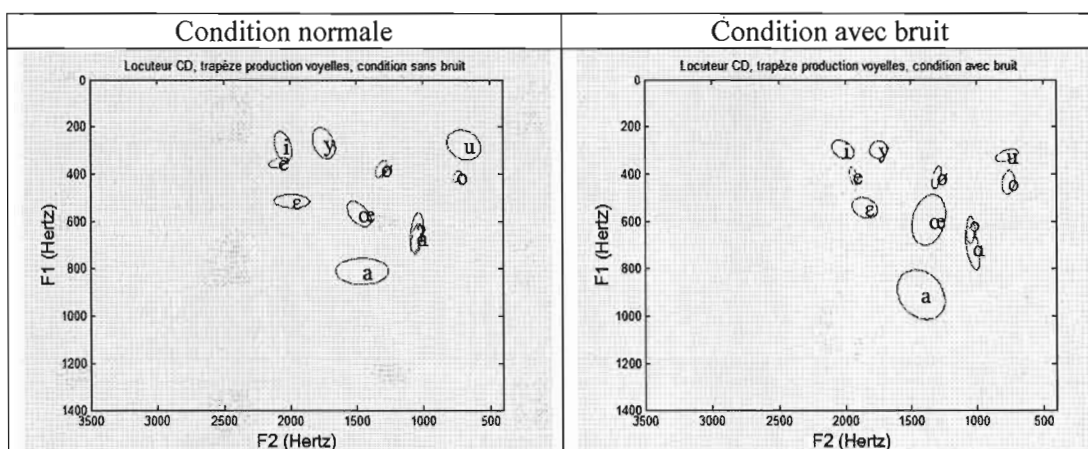 Condition normale
Condition avec bruit
Locuteur CD, trapèze production voyelles, condition sans bruit
0
200
400
600
800
1000
1200
1400
F1 (Hertz)
i
y
u
e
ø
o
ɛ
œ
ɑ
a
3500
3000
2500
2000
1500
1000
500
F2 (Hertz)
Locuteur CD, trapèze production voyelles, condition avec bruit
0
200
400
600
800
1000
1200
1400
F1 (Hertz)
i
y
u
e
ø
o
ɛ
œ
ɔ
ɑ
a
3500
3000
2500
2000
1500
1000
500
F2 (Hertz)